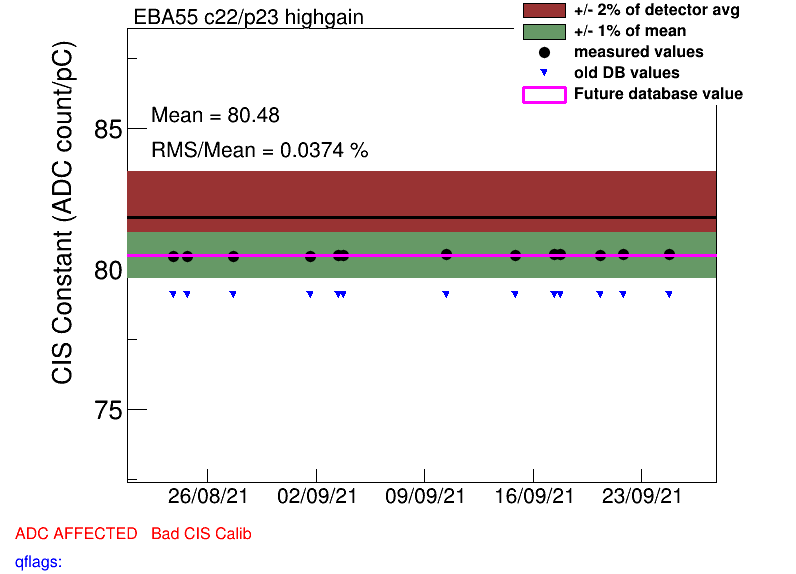 EBA55 c22/p23 highgain
+/- 2% of detector avg
+/- 1% of mean
measured values
old DB values
Future database value
CIS Constant (ADC count/pC)
Mean = 80.48
RMS/Mean = 0.0374 %
85
80
75
26/08/21 02/09/21 09/09/21 16/09/21 23/09/21
ADC AFFECTED Bad CIS Calib
qflags: